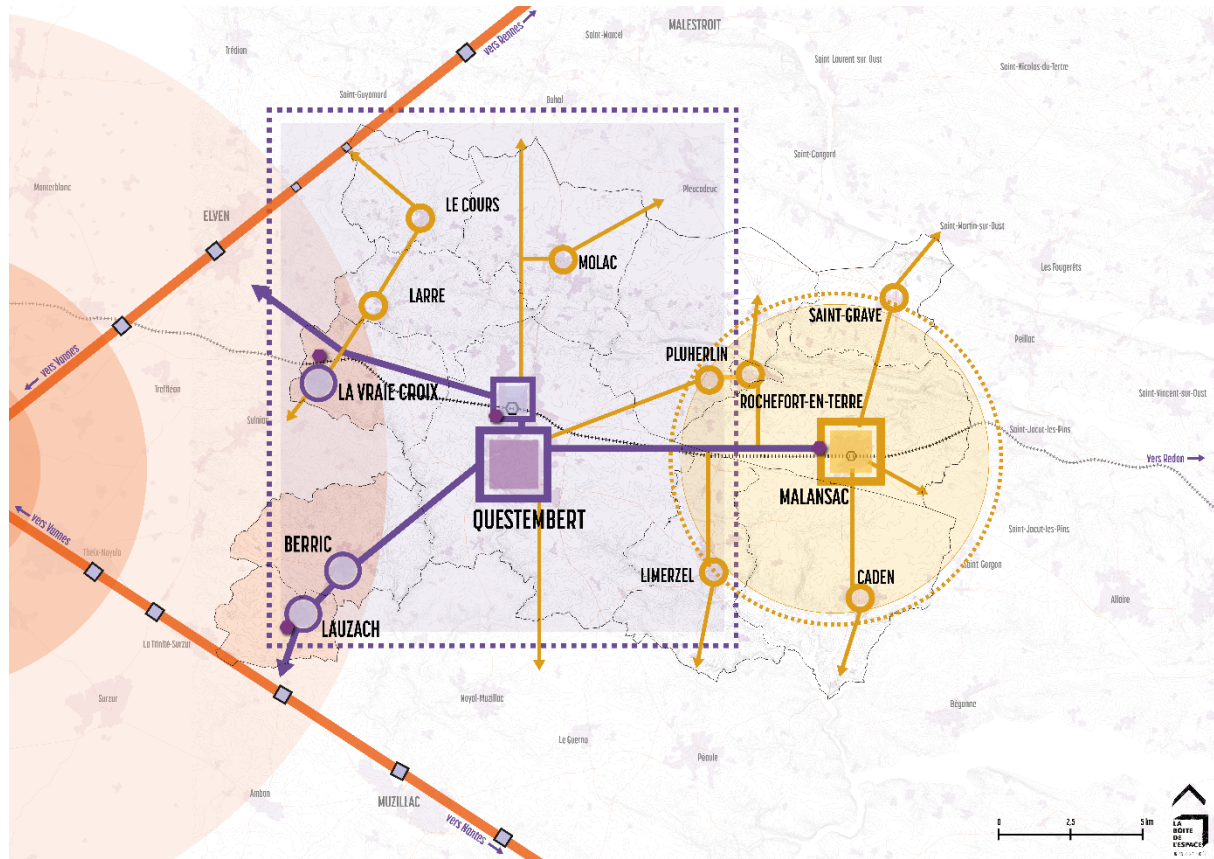 MALESTROIT
vers Rennes
Saint-Marcel
Trédion
Saint Laurent sur Oust
Saint-Nicolas-du-Tertre
Saint-Guyomard
Bohal
Saint-Congard
Monterblanc
Pleucadeuc
LE COURS
ELVEN
Saint-Martin-sur-Oust
MOLAC
Les Fougerêts
LARRE
SAINT-GRAVE
Peillac
PLUHERLIN
vers Vannes
Treffléan
LA VRAIE-CROIX
ROCHEFORT-EN-TERRE
Saint-Vincent-sur-Oust
Sulniac
Saint-Jacut-les-Pins
Vers Redon
MALANSAC
QUESTEMBERT
vers Vannes
Saint-Jacut-les-Pins
BERRIC
Theix-Noyalo
LIMERZEL
CADEN
Saint Gorgon
Allaire
LAUZACH
La Trinité-Surzur
Surzur
Noyal-Muzillac
Béganne
Le Guerno
Péaule
Ambon
MUZILLAC
vers Nantes
0 2,5 5 km
LA
BOITE
DE
L'ESPACE